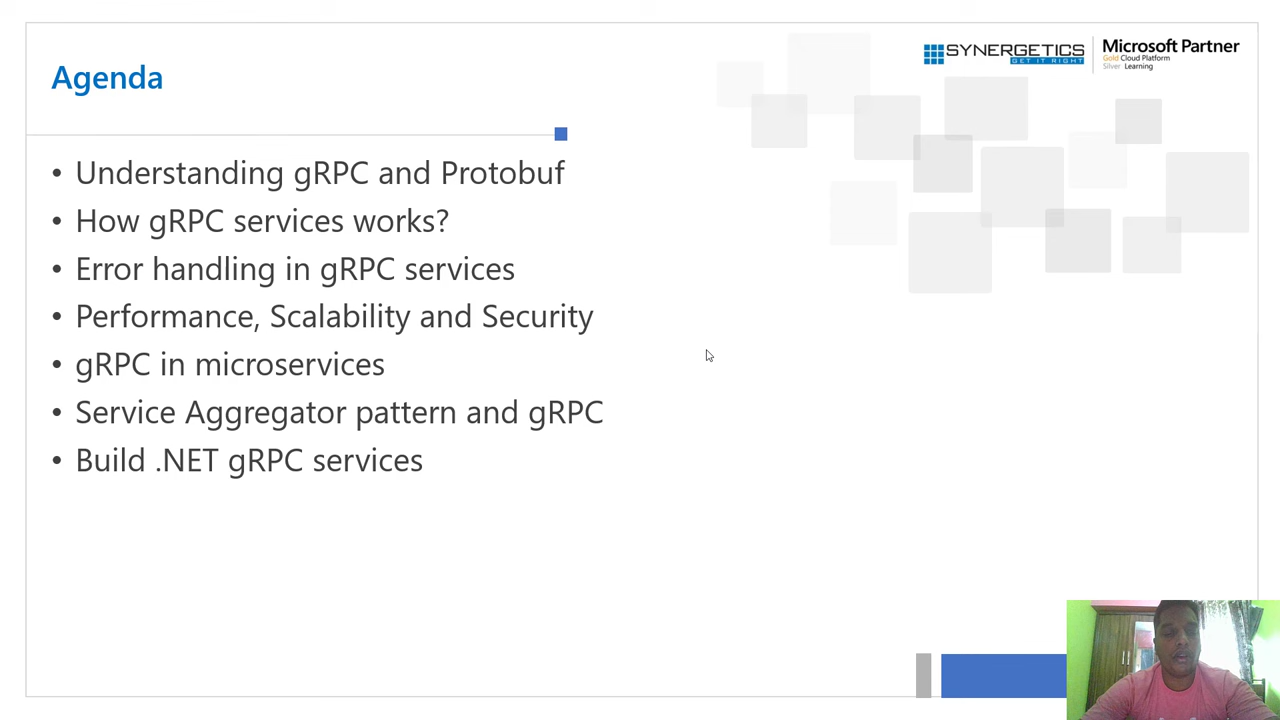 SYNERGETICS
GET IT RIGHT
Microsoft Partner
Gold Cloud Platform
Silver Learning
Agenda
• Understanding gRPC and Protobuf
• How gRPC services works?
• Error handling in gRPC services
• Performance, Scalability and Security
• gRPC in microservices
• Service Aggregator pattern and gRPC
• Build .NET gRPC services